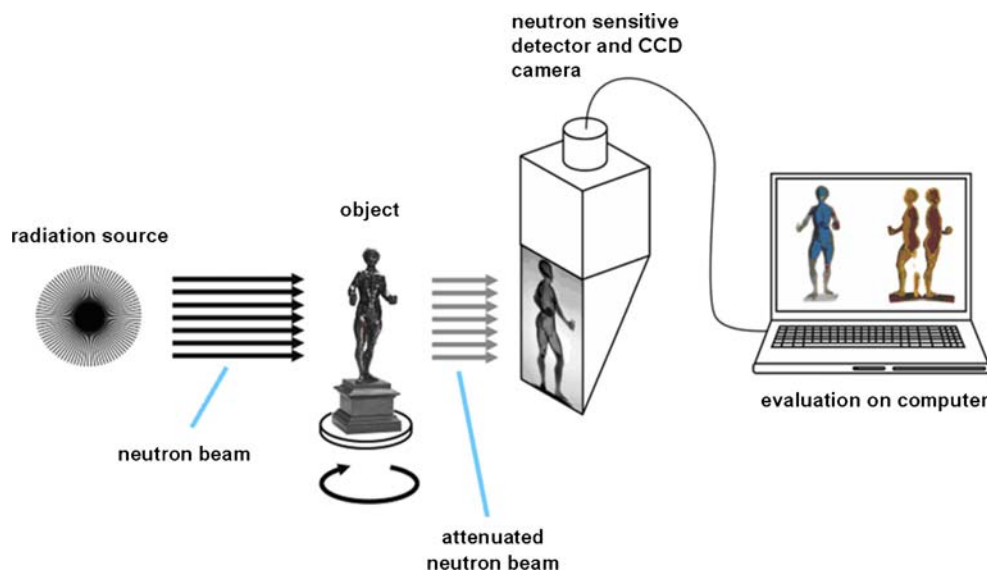 neutron sensitive
detector and CCD
camera
object
radiation source
neutron beam
attenuated
neutron beam
evaluation on computer